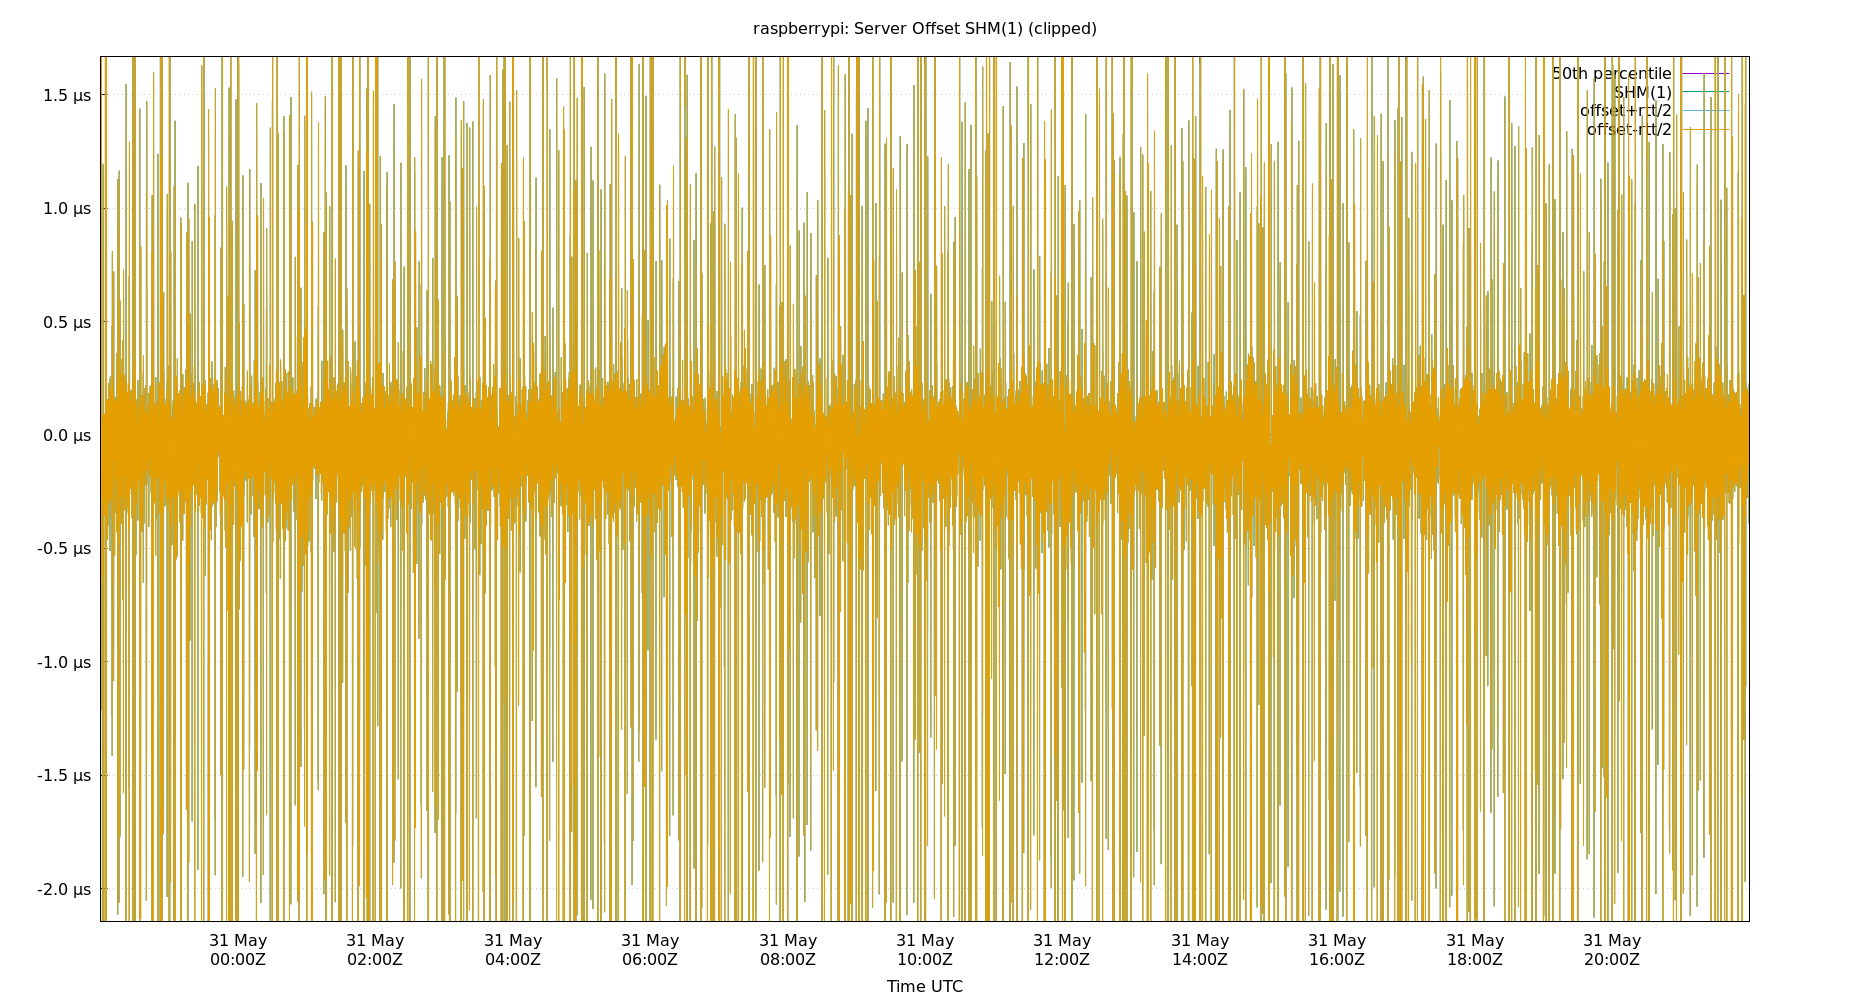 raspberrypi: Server Offset SHM(1) (clipped)
50th percentile
SHM(1)
offset+rtt/2
offset-rtt/2
1.5 µs
1.0 µs
0.5 µs
0.0 µs
-0.5 µs
-1.0 µs
-1.5 µs
-2.0 µs
31 May 31 May 31 May 31 May 31 May 31 May 31 May 31 May 31 May 31 May 31 May
00:00Z 02:00Z 04:00Z 06:00Z 08:00Z 10:00Z 12:00Z 14:00Z 16:00Z 18:00Z 20:00Z
Time UTC